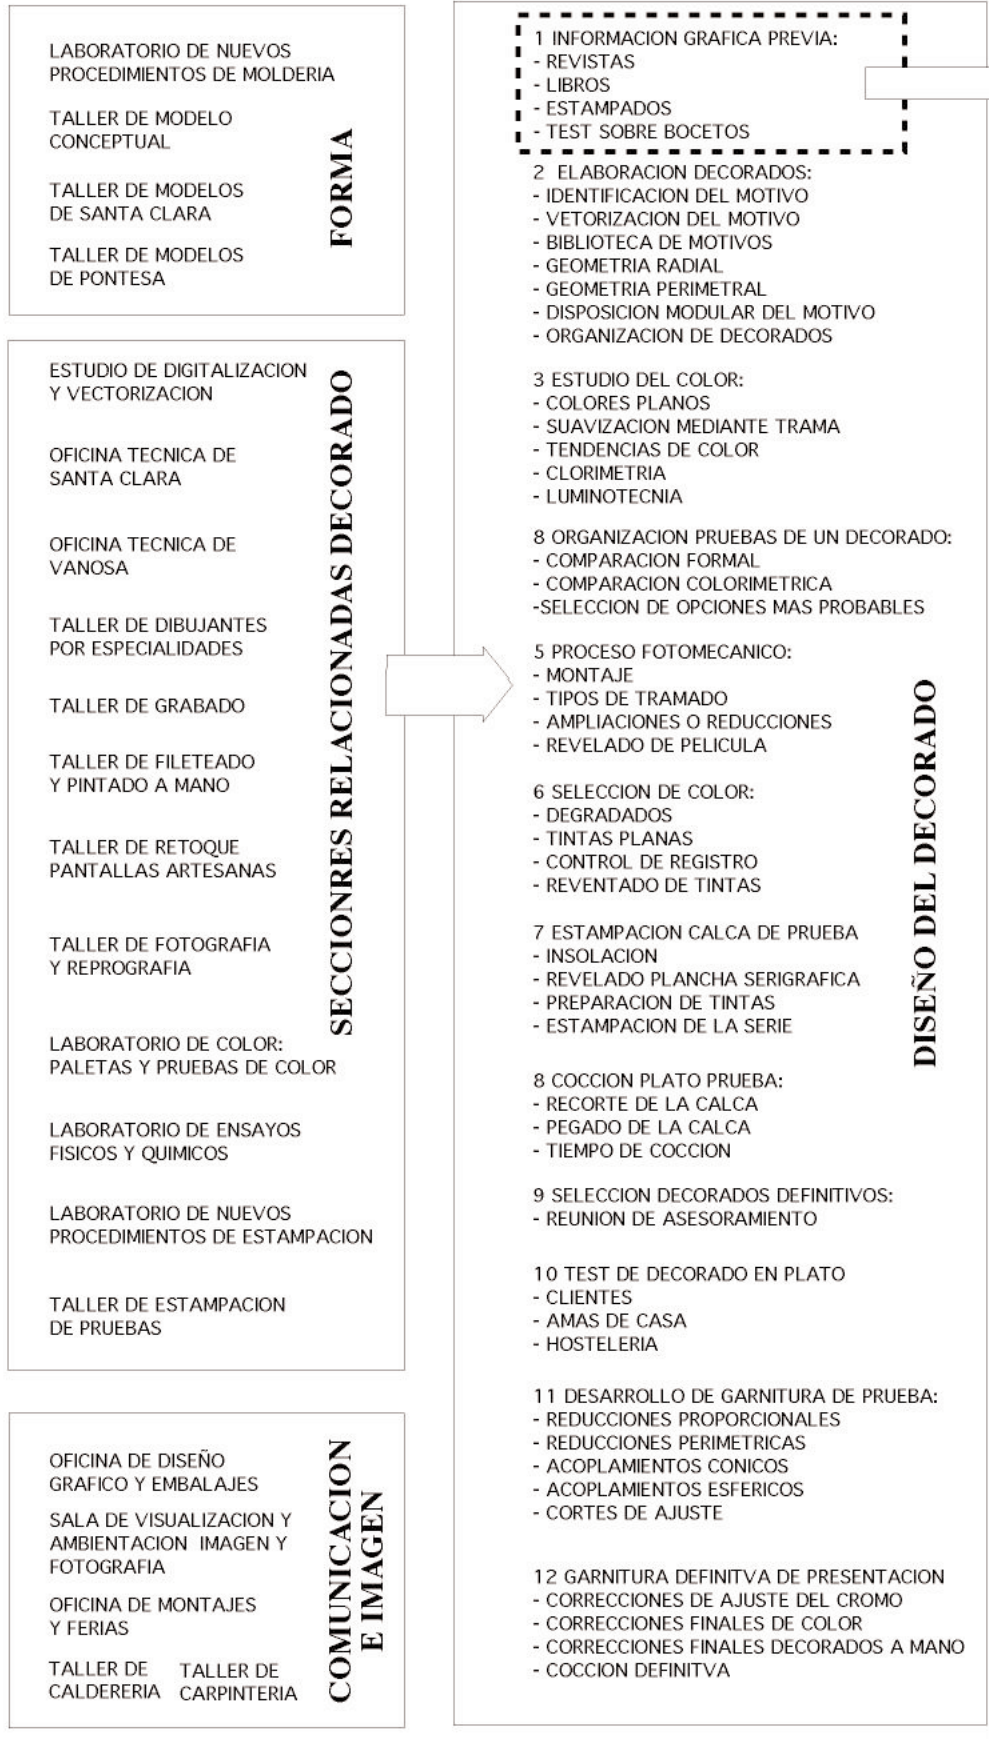 LABORATORIO DE NUEVOS
PROCEDIMIENTOS DE MOLDERIA
TALLER DE MODELO
CONCEPTUAL
TALLER DE MODELOS
DE SANTA CLARA
TALLER DE MODELOS
DE PONTESA
FORMA
ESTUDIO DE DIGITALIZACION
Y VECTORIZACION
OFICINA TECNICA DE
SANTA CLARA
OFICINA TECNICA DE
VANOSA
TALLER DE DIBUJANTES
POR ESPECIALIDADES
TALLER DE GRABADO
TALLER DE FILETEADO
Y PINTADO A MANO
TALLER DE RETOQUE
PANTALLAS ARTESANAS
TALLER DE FOTOGRAFIA
Y REPROGRAFIA
LABORATORIO DE COLOR:
PALETAS Y PRUEBAS DE COLOR
LABORATORIO DE ENSAYOS
FISICOS Y QUIMICOS
LABORATORIO DE NUEVOS
PROCEDIMIENTOS DE ESTAMPACION
TALLER DE ESTAMPACION
DE PRUEBAS
SECCIONRES RELACIONADAS DECORADO
OFICINA DE DISEÑO
GRAFICO Y EMBALAJES
SALA DE VISUALIZACION Y
AMBIENTACION IMAGEN Y
FOTOGRAFIA
OFICINA DE MONTAJES
Y FERIAS
TALLER DE
CALDERERIA
TALLER DE
CARPINTERIA
COMUNICACION
E IMAGEN
1 INFORMACION GRAFICA PREVIA:
- REVISTAS
- LIBROS
- ESTAMPADOS
- TEST SOBRE BOCETOS
2 ELABORACION DECORADOS:
- IDENTIFICACION DEL MOTIVO
- VETORIZACION DEL MOTIVO
- BIBLIOTECA DE MOTIVOS
- GEOMETRIA RADIAL
- GEOMETRIA PERIMETRAL
- DISPOSICION MODULAR DEL MOTIVO
- ORGANIZACION DE DECORADOS
3 ESTUDIO DEL COLOR:
- COLORES PLANOS
- SUAVIZACION MEDIANTE TRAMA
- TENDENCIAS DE COLOR
- CLORIMETRIA
- LUMINOTECNIA
8 ORGANIZACION PRUEBAS DE UN DECORADO:
- COMPARACION FORMAL
- COMPARACION COLORIMETRICA
-SELECCION DE OPCIONES MAS PROBABLES
5 PROCESO FOTOMECANICO:
- MONTAJE
- TIPOS DE TRAMADO
- AMPLIACIONES O REDUCCIONES
- REVELADO DE PELICULA
6 SELECCION DE COLOR:
- DEGRADADOS
- TINTAS PLANAS
- CONTROL DE REGISTRO
- REVENTADO DE TINTAS
7 ESTAMPACION CALCA DE PRUEBA
- INSOLACION
- REVELADO PLANCHA SERIGRAFICA
- PREPARACION DE TINTAS
- ESTAMPACION DE LA SERIE
8 COCCION PLATO PRUEBA:
- RECORTE DE LA CALCA
- PEGADO DE LA CALCA
- TIEMPO DE COCCION
9 SELECCION DECORADOS DEFINITIVOS:
- REUNION DE ASESORAMIENTO
10 TEST DE DECORADO EN PLATO
- CLIENTES
- AMAS DE CASA
- HOSTELERIA
11 DESARROLLO DE GARNITURA DE PRUEBA:
- REDUCCIONES PROPORCIONALES
- REDUCCIONES PERIMETRICAS
- ACOPLAMIENTOS CONICOS
- ACOPLAMIENTOS ESFERICOS
- CORTES DE AJUSTE
12 GARNITURA DEFINITVA DE PRESENTACION
- CORRECCIONES DE AJUSTE DEL CROMO
- CORRECCIONES FINALES DE COLOR
- CORRECCIONES FINALES DECORADOS A MANO
- COCCION DEFINITVA
DISEÑO DEL DECORADO